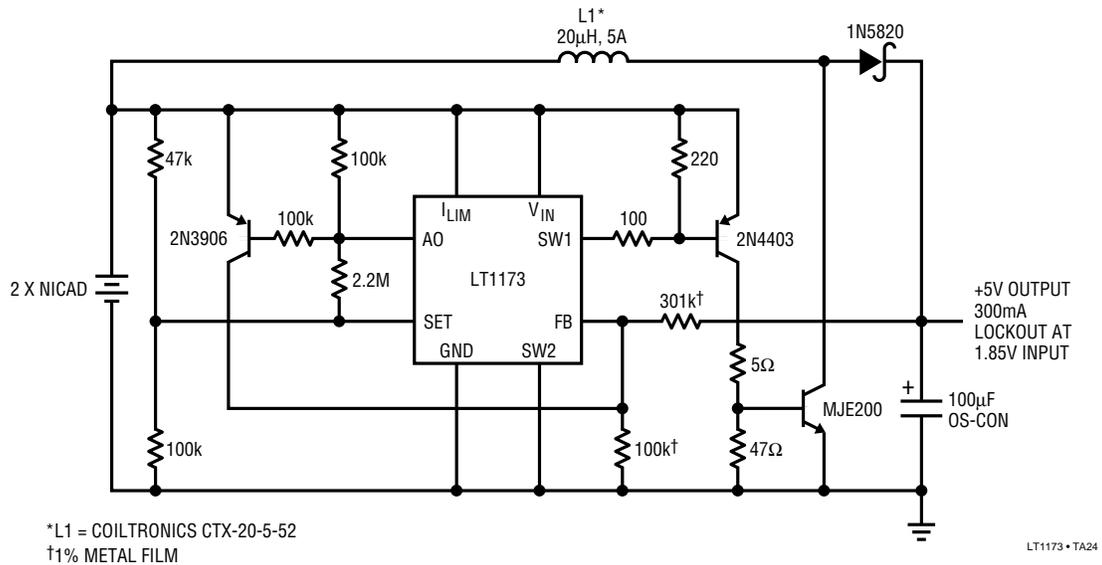 L1*
20µH, 5A
1N5820
47k
100k
220
I LIM
V IN
2N3906
100k
AO
SW1
100
2N4403
2 X NICAD
2.2M
LT1173
301k†
+5V OUTPUT
300mA
LOCKOUT AT
1.85V INPUT
SET
FB
GND
SW2
5Ω
+
MJE200
100µF
OS-CON
100k
100k†
47Ω
*L1 = COILTRONICS CTX-20-5-52
†1% METAL FILM
LT1173 • TA24